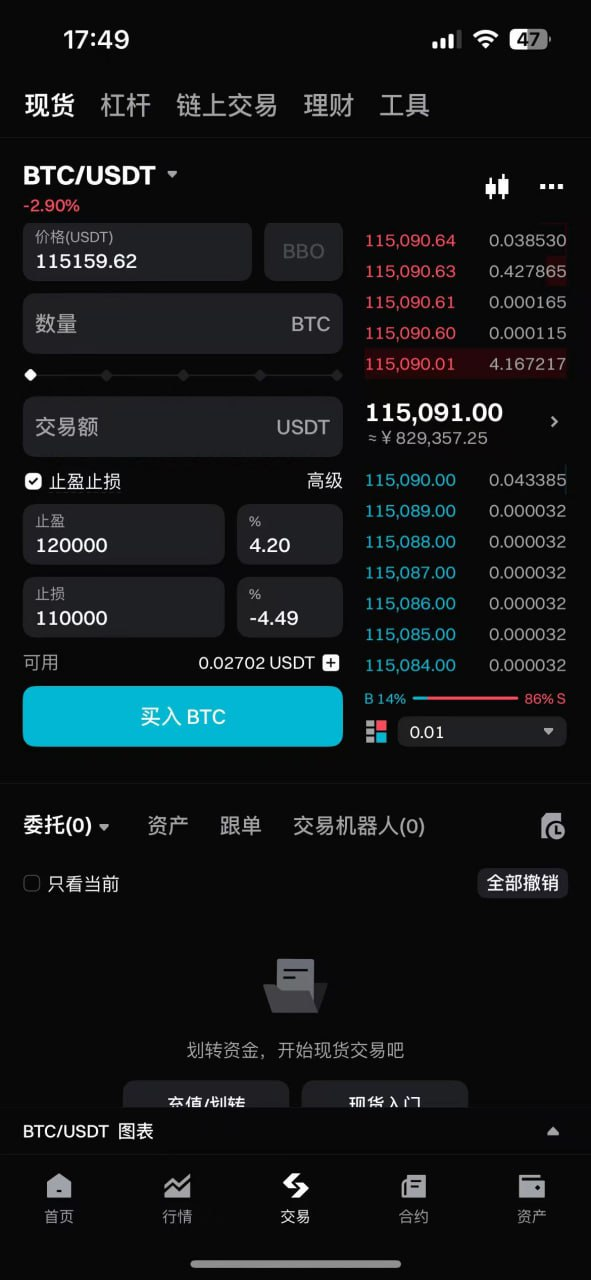 17:49
47
现货 杠杆 链上交易 理财 工具
BTC/USDT
-2.90%
价格(USDT)
115159.62
BBO
数量 BTC
交易额 USDT
止盈止损 高级
止盈
120000
%
4.20
止损
110000
%
-4.49
可用 0.02702 USDT
买入 BTC
115,090.64 0.038530
115,090.63 0.427865
115,090.61 0.000165
115,090.60 0.000115
115,090.01 4.167217
115,091.00
≈¥829,357.25
115,090.00 0.043385
115,089.00 0.000032
115,088.00 0.000032
115,087.00 0.000032
115,086.00 0.000032
115,085.00 0.000032
115,084.00 0.000032
B 14% 86% S
0.01
委托(0) 资产 跟单 交易机器人(0)
只看当前 全部撤销
划转资金，开始现货交易吧
充值/划转 现货入门
BTC/USDT 图表
首页 行情 交易 合约 资产